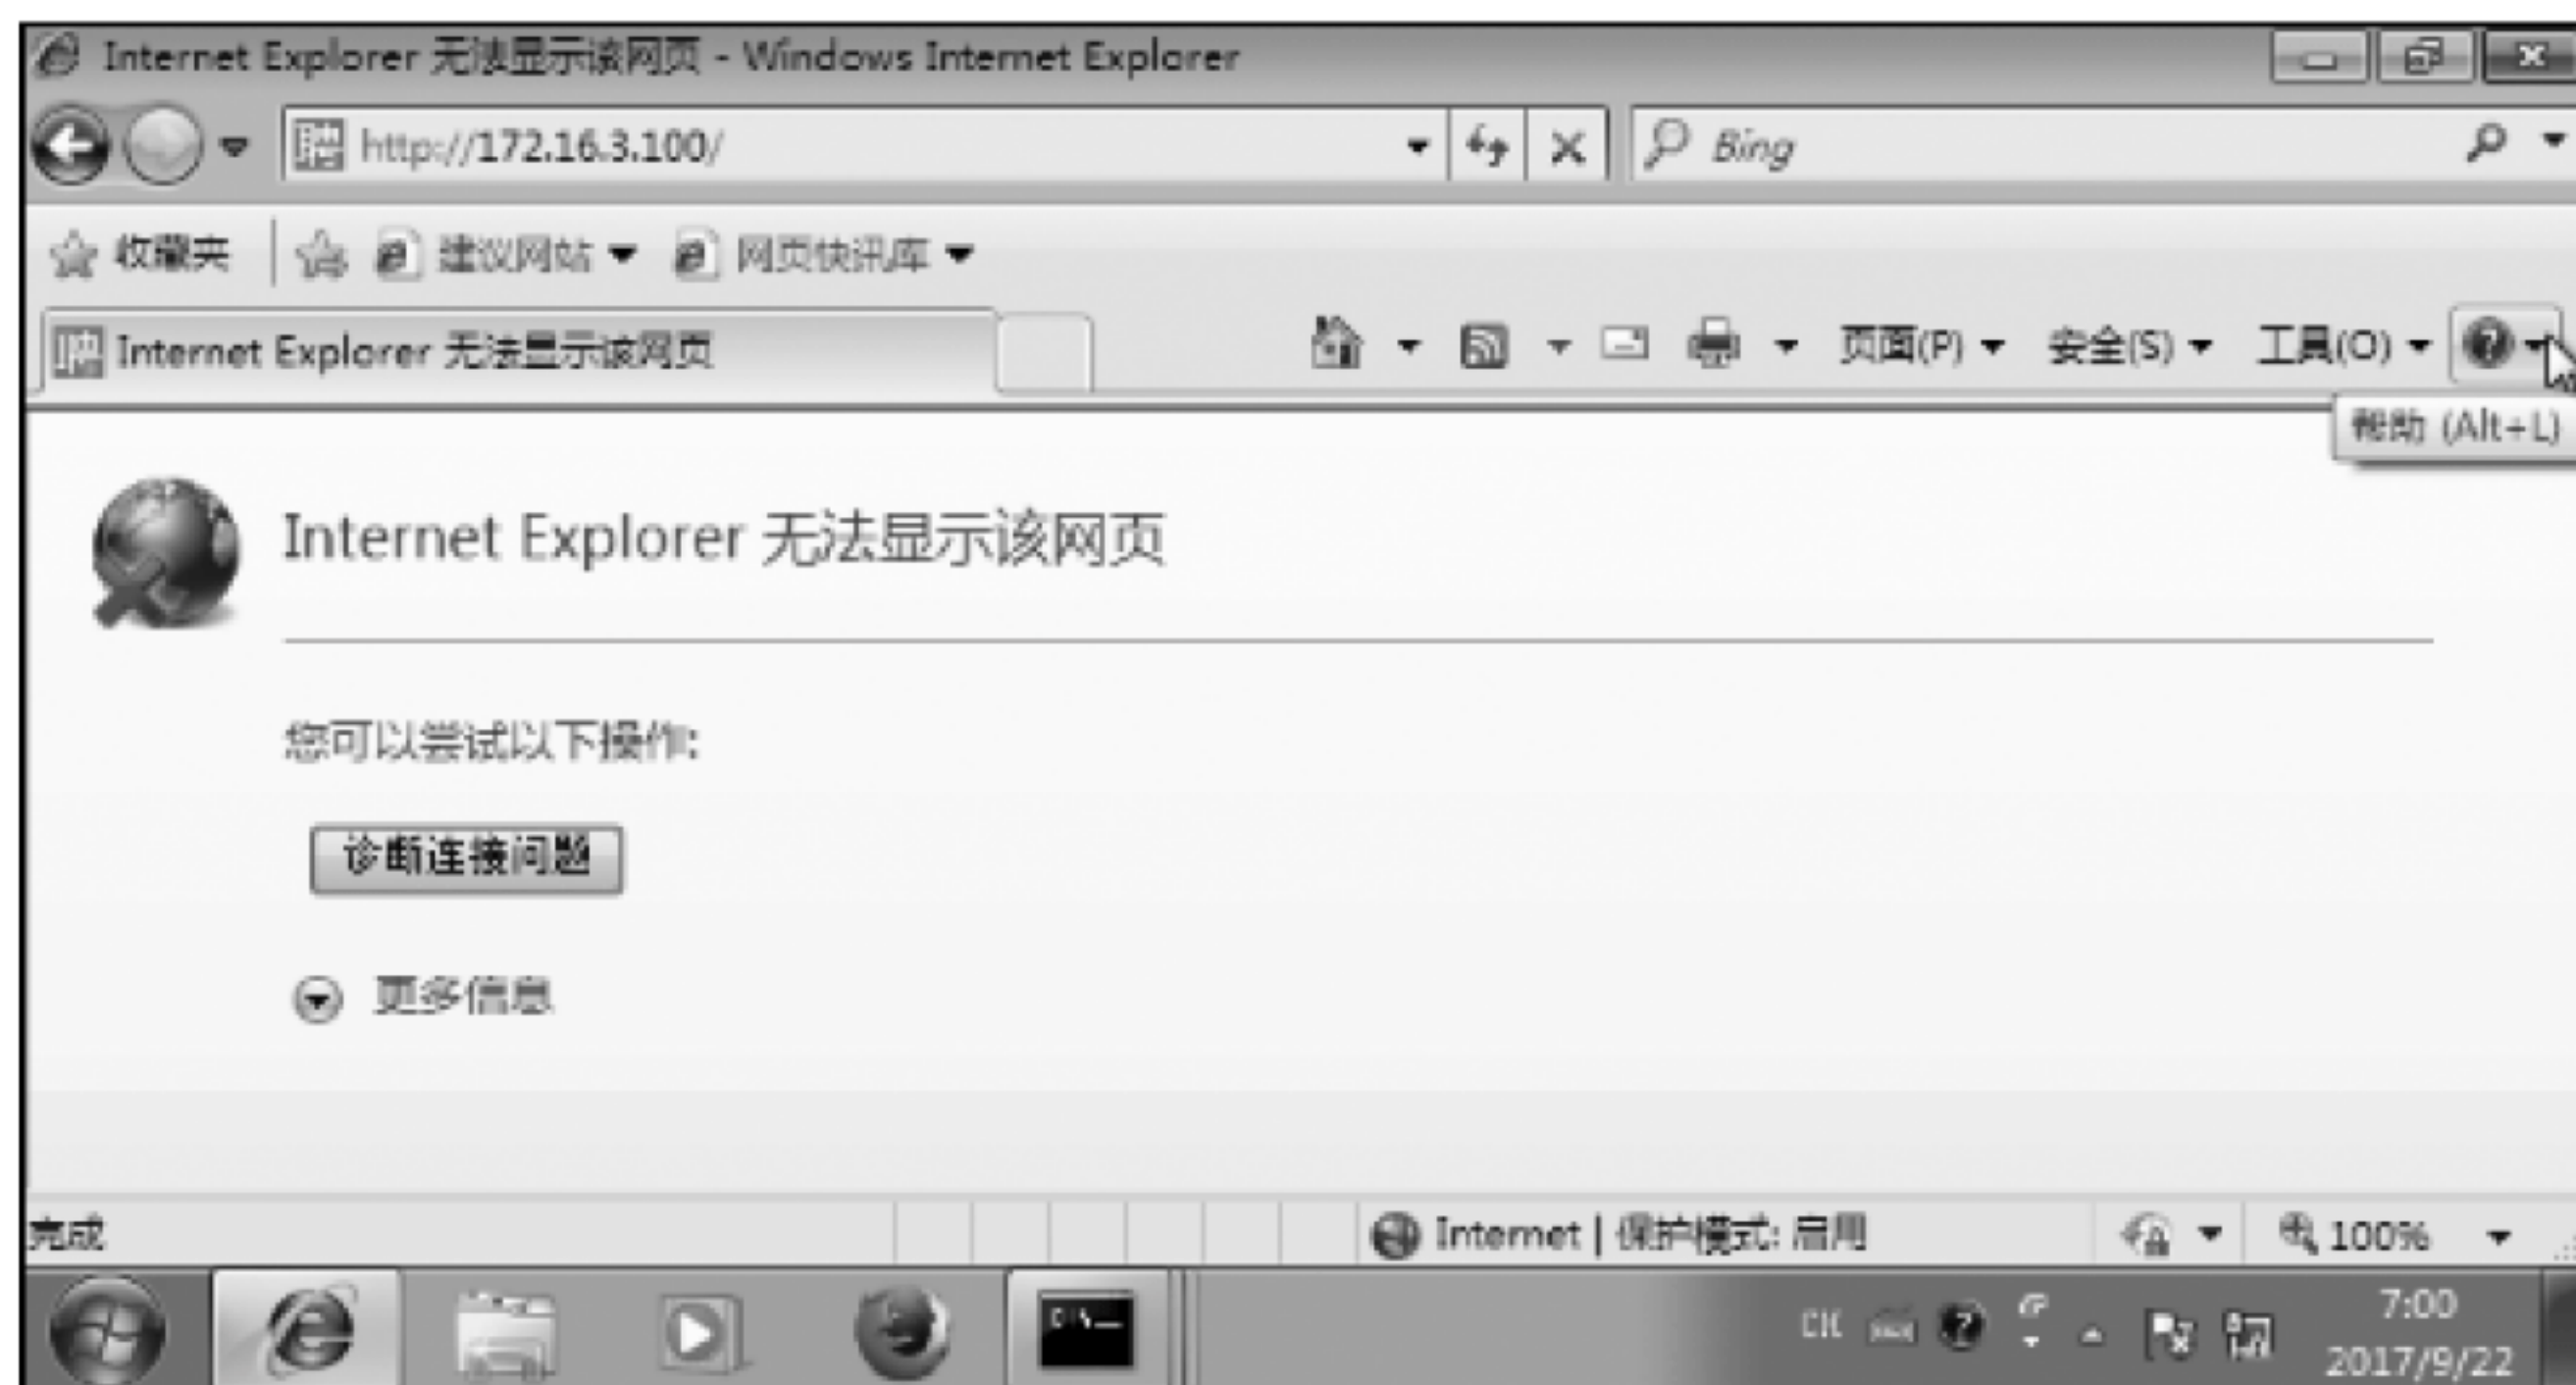 Internet Explorer 无法显示该网页 - Windows Internet Explorer
http://172.16.3.100/
Bing
收藏夹 建议网站 网页快讯库
Internet Explorer 无法显示该网页
页面(P) 安全(S) 工具(O)
帮助 (Alt+L)
Internet Explorer 无法显示该网页
您可以尝试以下操作:
诊断连接问题
更多信息
完成
Internet | 保护模式: 启用
100%
C:\_
CH
7:00
2017/9/22